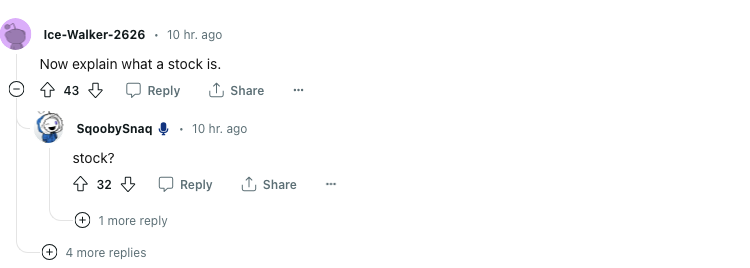 Ice-Walker-2626 • 10 hr. ago
Now explain what a stock is.
43 Reply Share ...
SqoobySnaq • 10 hr. ago
stock?
32 Reply Share ...
1 more reply
4 more replies